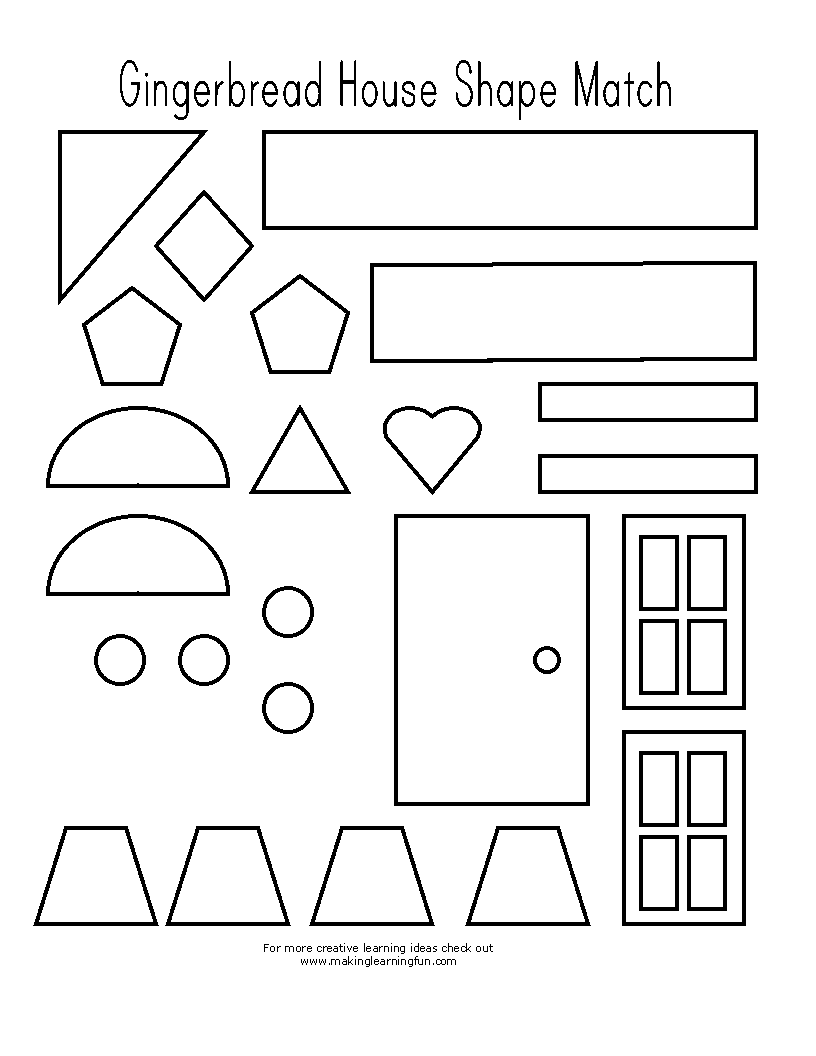 Gingerbread House Shape Match
For more creative learning ideas check out
www.makinglearningfun.com